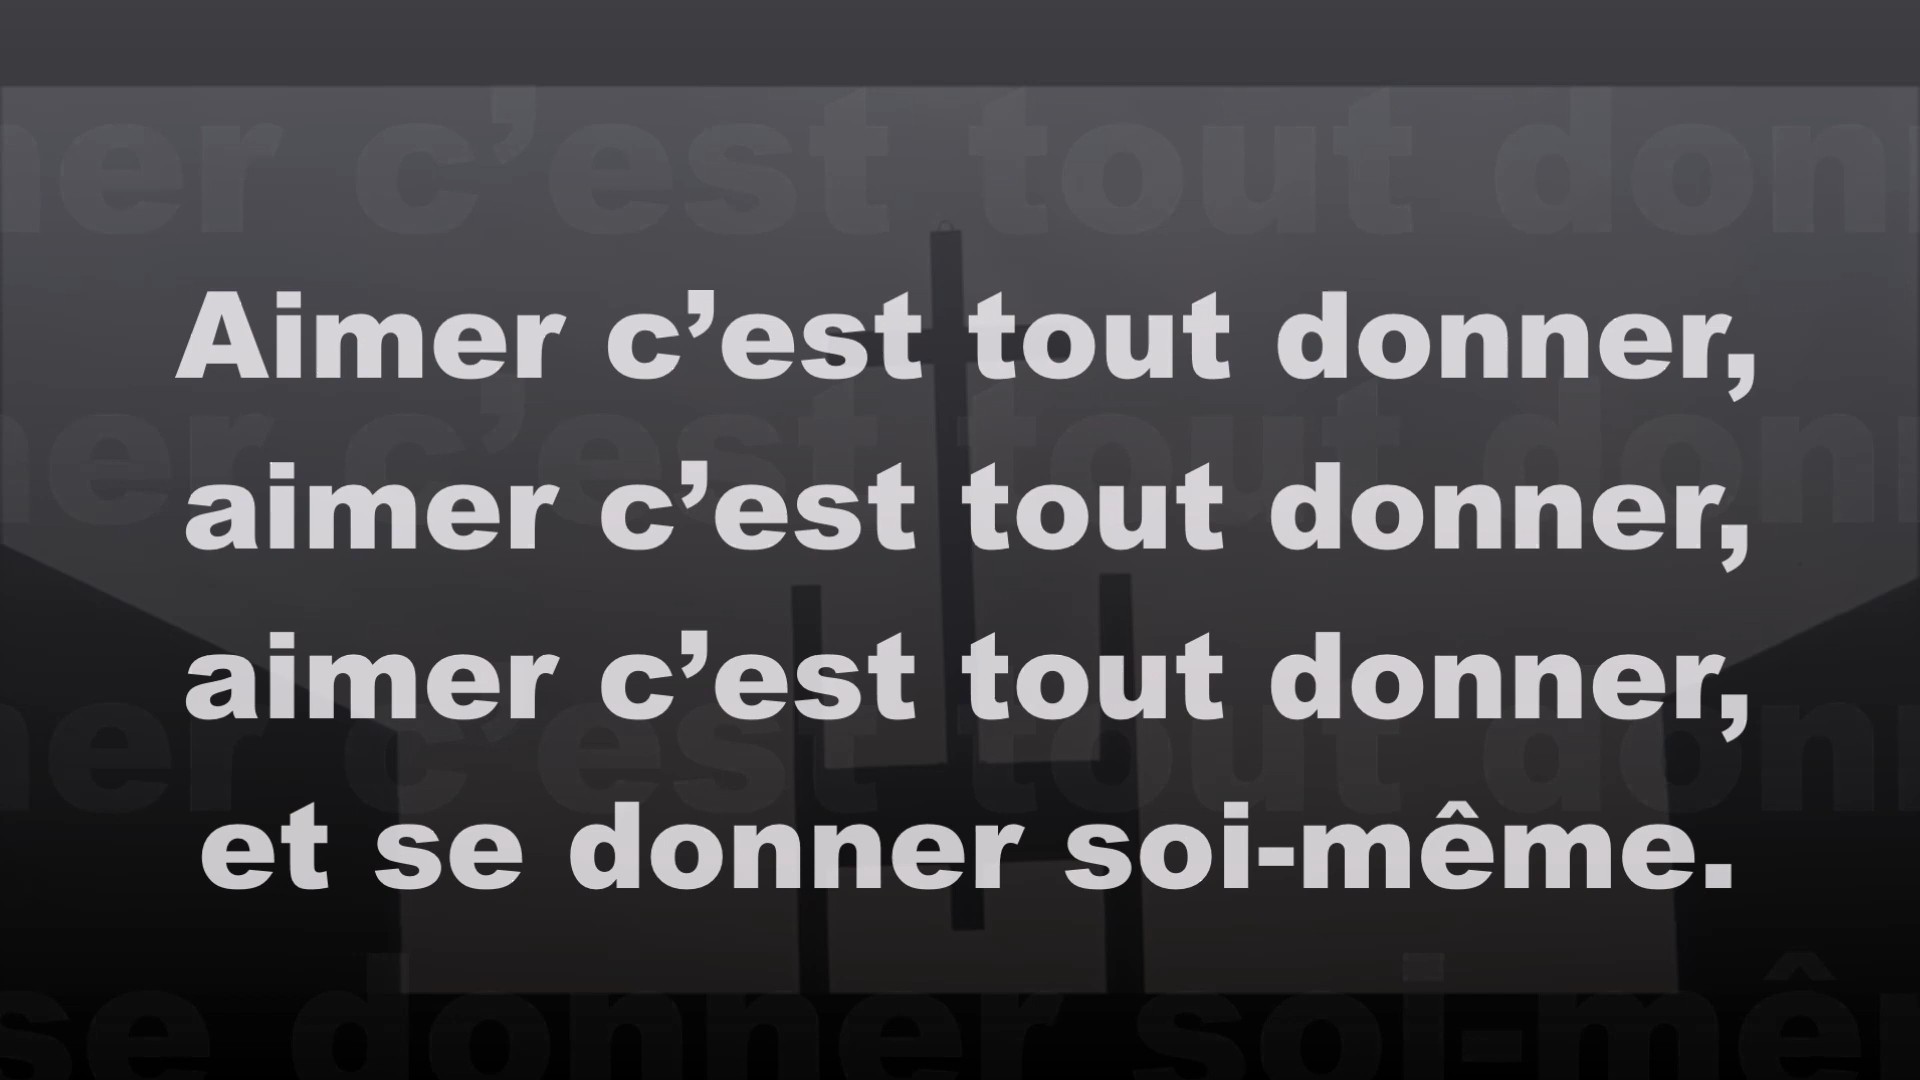 Aimer c’est tout donner,
aimer c’est tout donner,
aimer c’est tout donner,
et se donner soi-même.